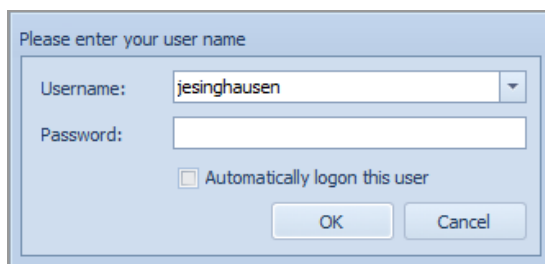 Please enter your user name
Username: jesinghausen
Password:
Automatically logon this user
OK Cancel